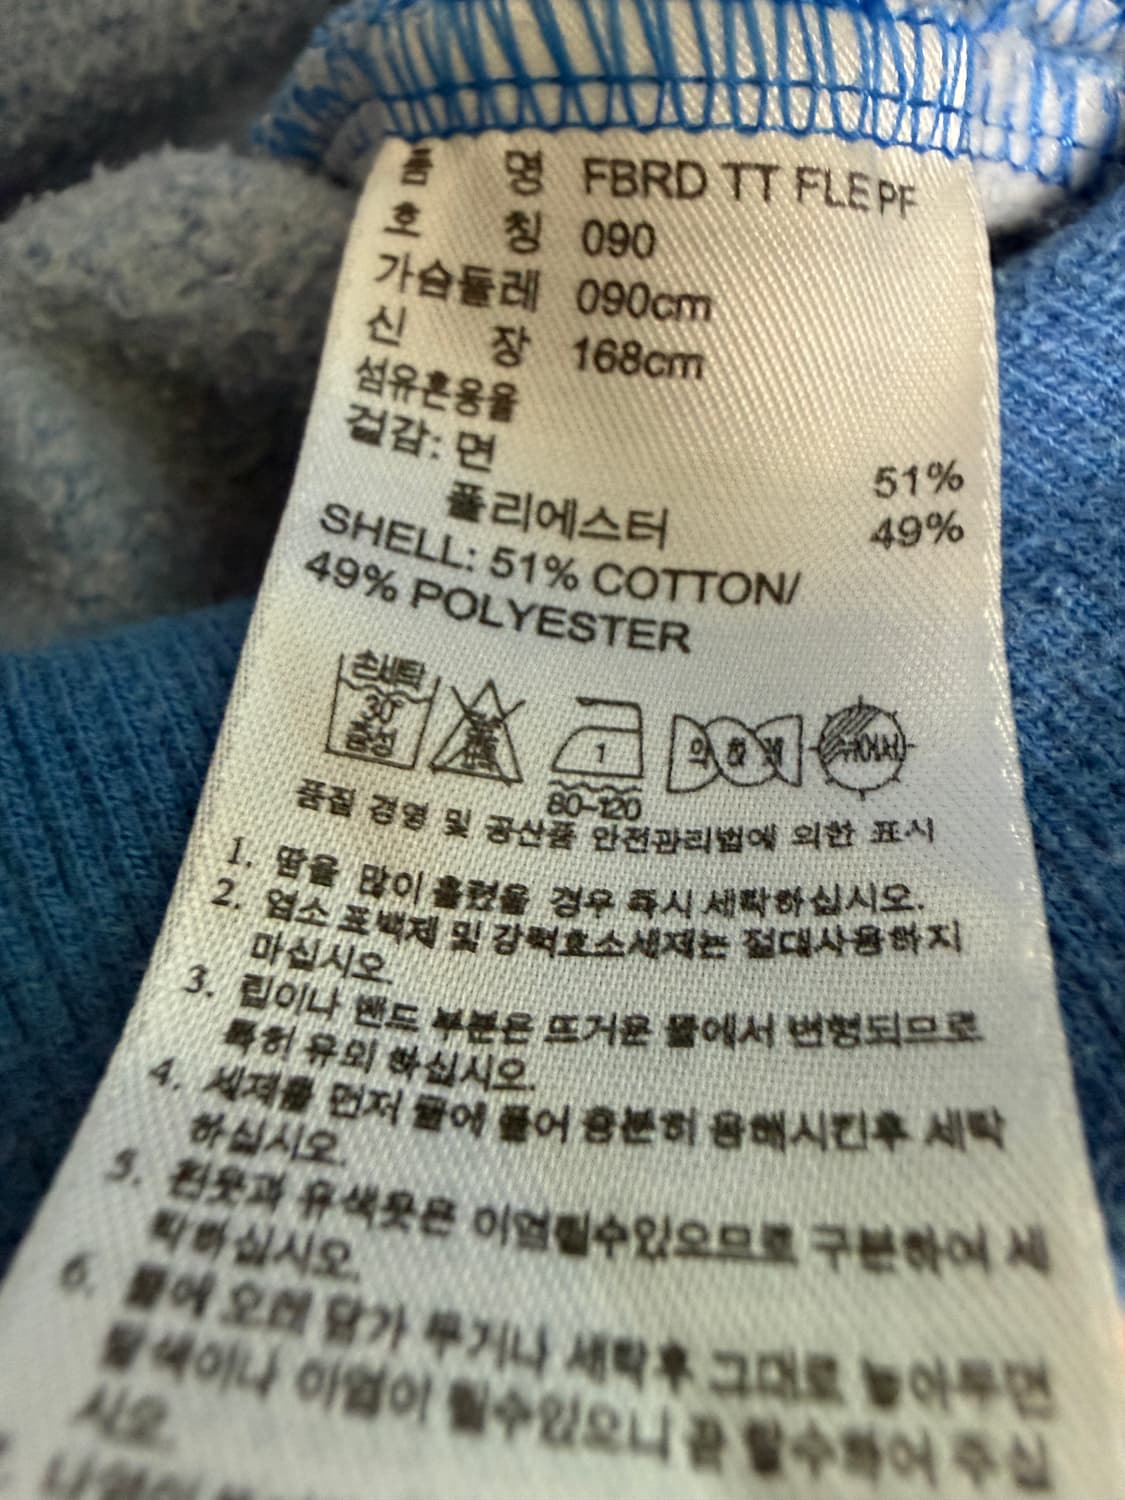 품 명 FBRD TT FLE PF
호 칭 090
가슴둘레 090cm
신 장 168cm
섬유혼용율
겉감: 면 51%
폴리에스터 49%
SHELL: 51% COTTON/
49% POLYESTER
손세탁
30°
중성
1
80-120
드라이
뉘어서
품질 경영 및 공산품 안전관리법에 의한 표시
1. 땀을 많이 흘렸을 경우 즉시 세탁하십시오.
2. 염소 표백제 및 강력효소세제는 절대사용하지
마십시오
3. 립이나 밴드 부분은 뜨거운 물에서 변형되므로
특히 유의 하십시오.
4. 세제를 먼저 물에 풀어 충분히 용해시킨후 세탁
하십시오.
5. 흰옷과 유색옷은 이염될수있으므로 구분하여 세
탁하십시오.
6. 물에 오래 담가 두거나 세탁후 그대로 놓아두면
탈색이나 이염이 될수있으니 꼭 탈수하여 주십
시오